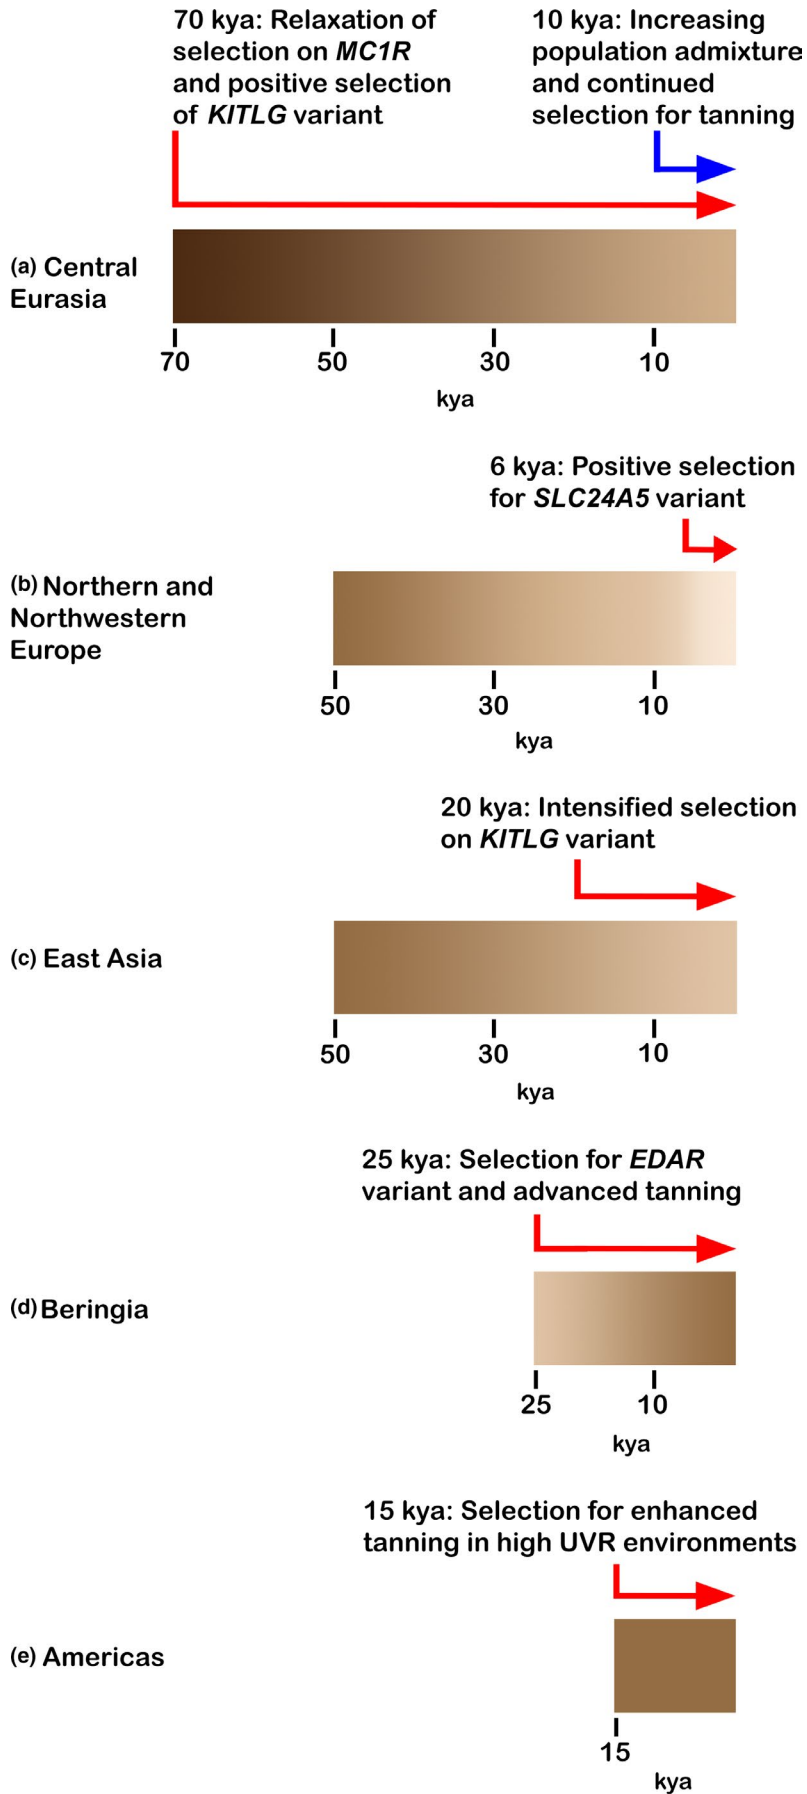 70 kya: Relaxation of
selection on MC1R
and positive selection
of KITLG variant
10 kya: Increasing
population admixture
and continued
selection for tanning
(a) Central
Eurasia
70 50 30 10
kya
6 kya: Positive selection
for SLC24A5 variant
(b) Northern and
Northwestern
Europe
50 30 10
kya
20 kya: Intensified selection
on KITLG variant
(c) East Asia
50 30 10
kya
25 kya: Selection for EDAR
variant and advanced tanning
(d) Beringia
25 10
kya
15 kya: Selection for enhanced
tanning in high UVR environments
(e) Americas
15
kya